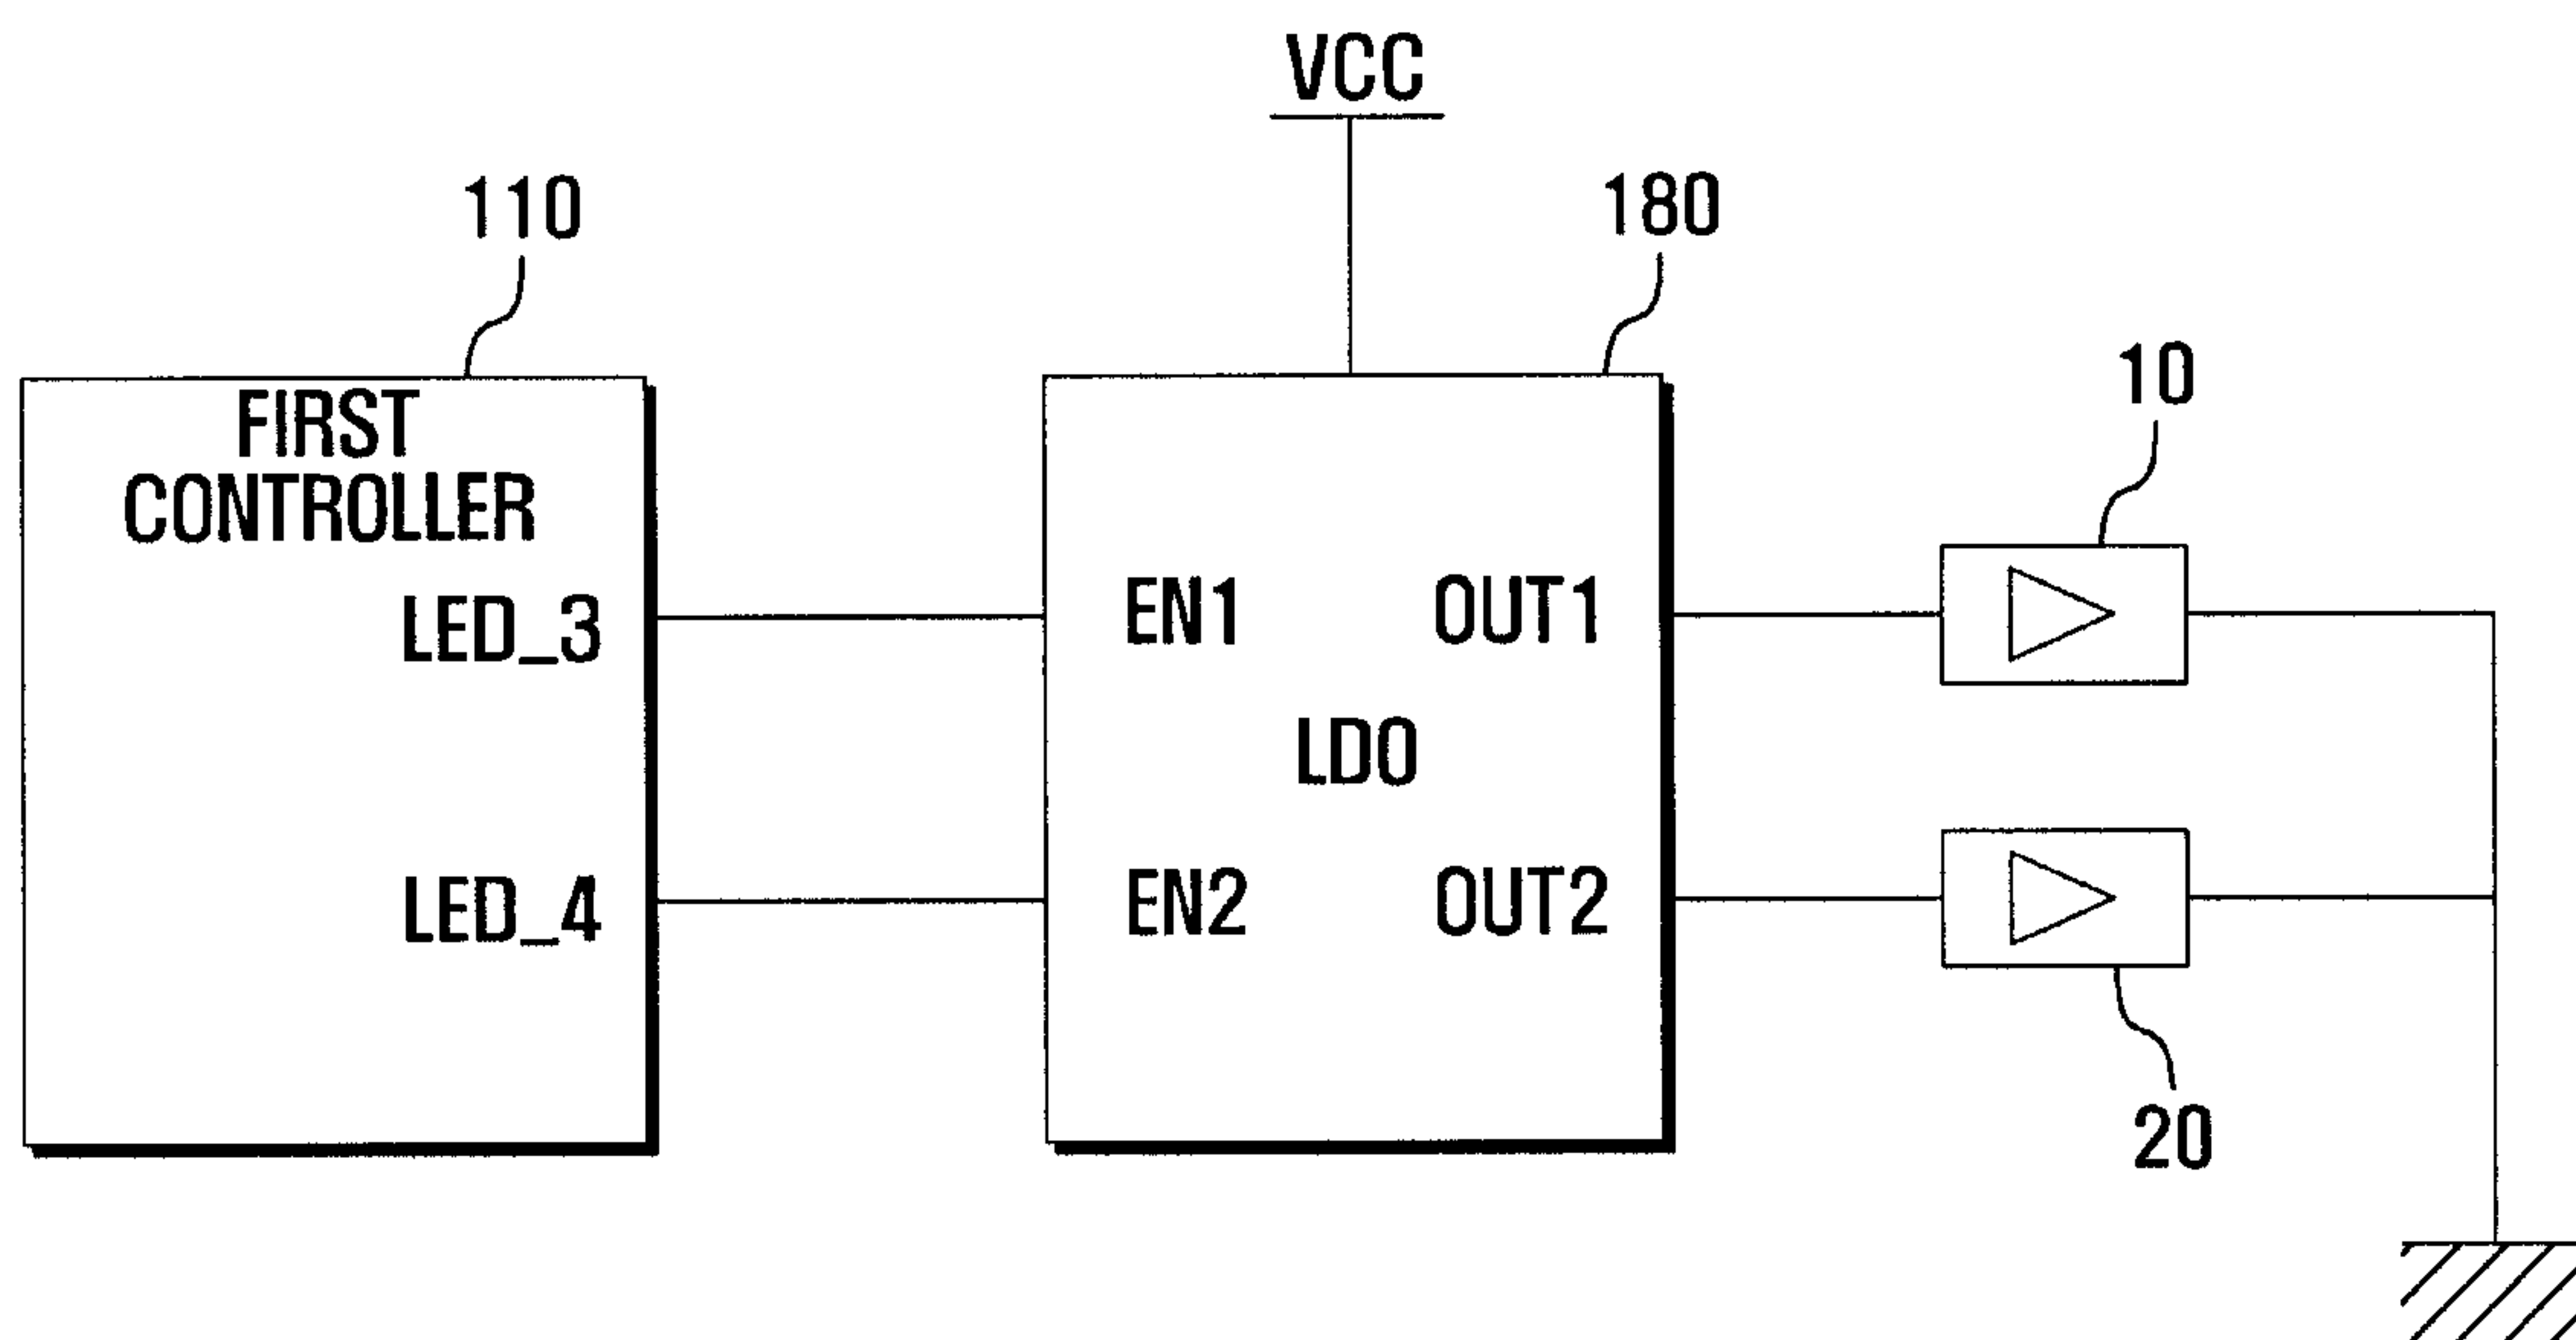 VCC
110
180
10
FIRST
CONTROLLER
LED_3
EN1
OUT1
LDO
LED_4
EN2
OUT2
20